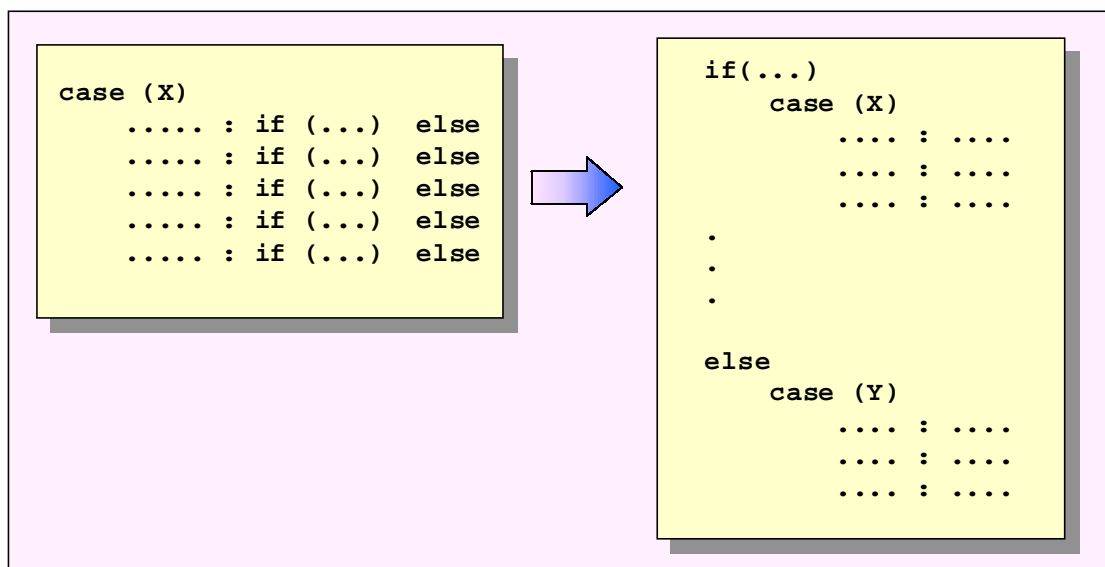 case (X)
..... : if (...) else
..... : if (...) else
..... : if (...) else
..... : if (...) else
..... : if (...) else
if(...)
case (X)
.... : ....
.... : ....
.... : ....
.
.
.
else
case (Y)
.... : ....
.... : ....
.... : ....